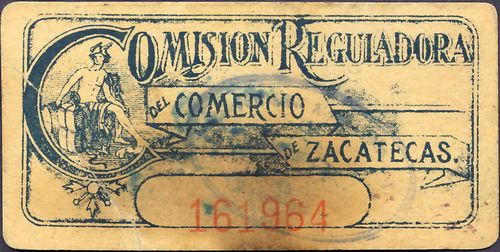 COMISION REGULADORA
DEL COMERCIO
DE ZACATECAS.
161964